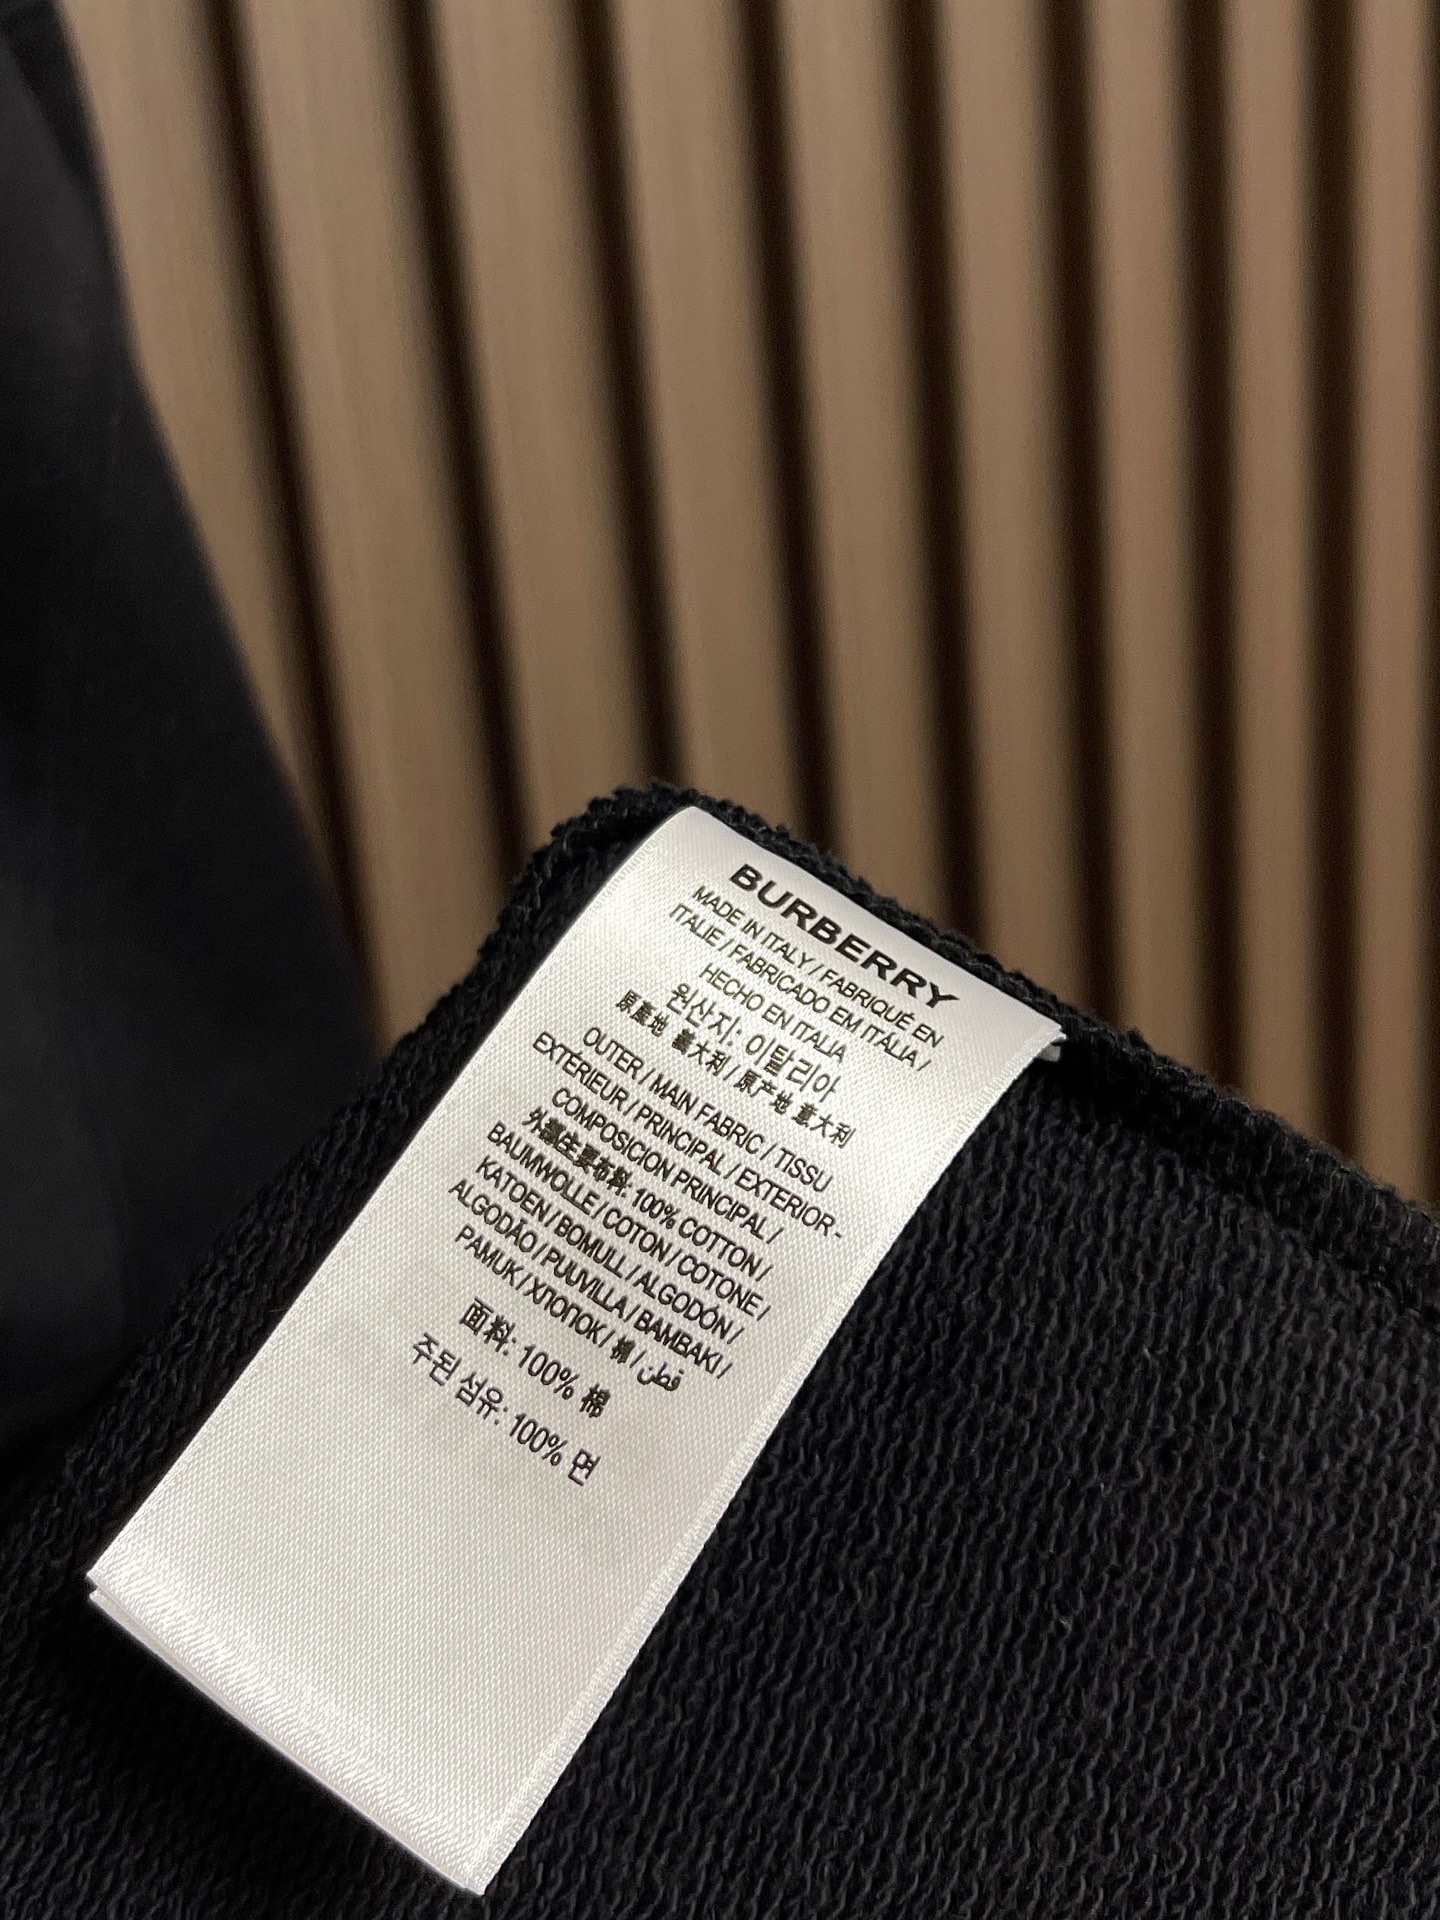 BURBERRY
MADE IN ITALY / FABRIQUÉ EN
ITALIE / FABRICADO EM ITÁLIA /
HECHO EN ITALIA
원산지: 이탈리아
原產地 義大利 / 原产地 意大利
OUTER / MAIN FABRIC / TISSU
EXTÉRIEUR / PRINCIPAL / EXTERIOR -
COMPOSICION PRINCIPAL /
外部主要布料: 100% COTTON /
BAUMWOLLE / COTON / COTONE /
KATOEN / BOMULL / ALGODÓN /
ALGODÃO / PUUVILLA / BAMBAKI /
PAMUK / ХЛОПОК / 棉 / قطن
面料: 100% 棉
주된 섬유: 100% 면